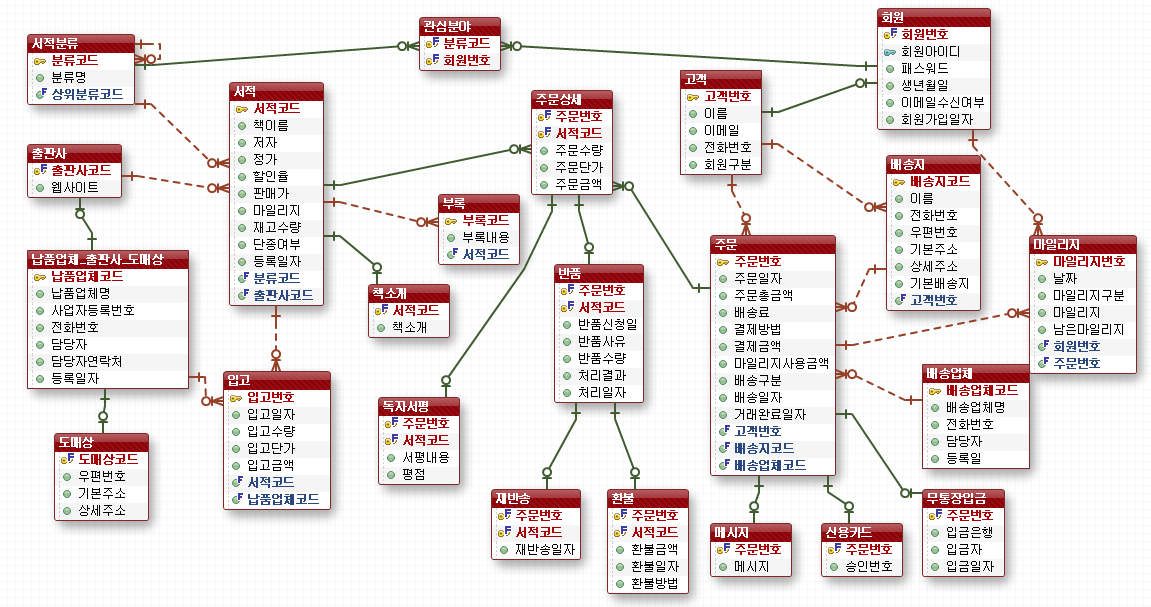 서적분류
분류코드
분류명
상위분류코드
관심분야
분류코드
회원번호
회원
회원번호
회원아이디
패스워드
생년월일
이메일수신여부
회원가입일자
서적
서적코드
책이름
저자
정가
할인율
판매가
마일리지
재고수량
단종여부
등록일자
분류코드
출판사코드
주문상세
주문번호
서적코드
주문수량
주문단가
주문금액
고객
고객번호
이름
이메일
전화번호
회원구분
출판사
출판사코드
웹사이트
배송지
배송지코드
이름
전화번호
우편번호
기본주소
상세주소
기본배송지
고객번호
부록
부록코드
부록내용
서적코드
납품업체_출판사_도매상
납품업체코드
납품업체명
사업자등록번호
전화번호
담당자
담당자연락처
등록일자
책소개
서적코드
책소개
반품
주문번호
서적코드
반품신청일
반품사유
반품수량
처리결과
처리일자
주문
주문번호
주문일자
주문총금액
배송료
결제방법
결제금액
마일리지사용금액
배송구분
배송일자
거래완료일자
고객번호
배송지코드
배송업체코드
마일리지
마일리지번호
날짜
마일리지구분
마일리지
남은마일리지
회원번호
주문번호
입고
입고번호
입고일자
입고수량
입고단가
입고금액
서적코드
납품업체코드
독자서평
주문번호
서적코드
서평내용
평점
배송업체
배송업체코드
배송업체명
전화번호
담당자
등록일
도매상
도매상코드
우편번호
기본주소
상세주소
재반송
주문번호
서적코드
재반송일자
환불
주문번호
서적코드
환불금액
환불일자
환불방법
메시지
주문번호
메시지
신용카드
주문번호
승인번호
무통장입금
주문번호
입금은행
입금자
입금일자